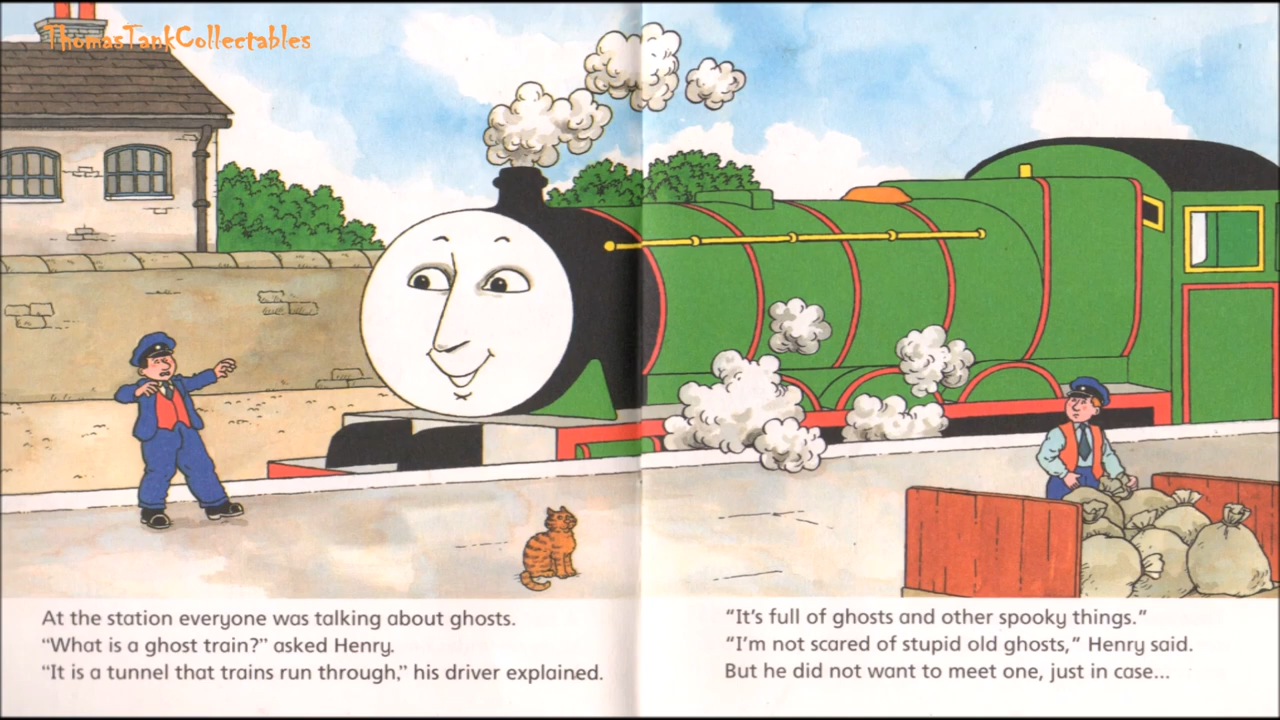 ThomasTankCollectables
At the station everyone was talking about ghosts.
“What is a ghost train?” asked Henry.
“It is a tunnel that trains run through,” his driver explained.
“It’s full of ghosts and other spooky things.”
“I’m not scared of stupid old ghosts,” Henry said.
But he did not want to meet one, just in case...